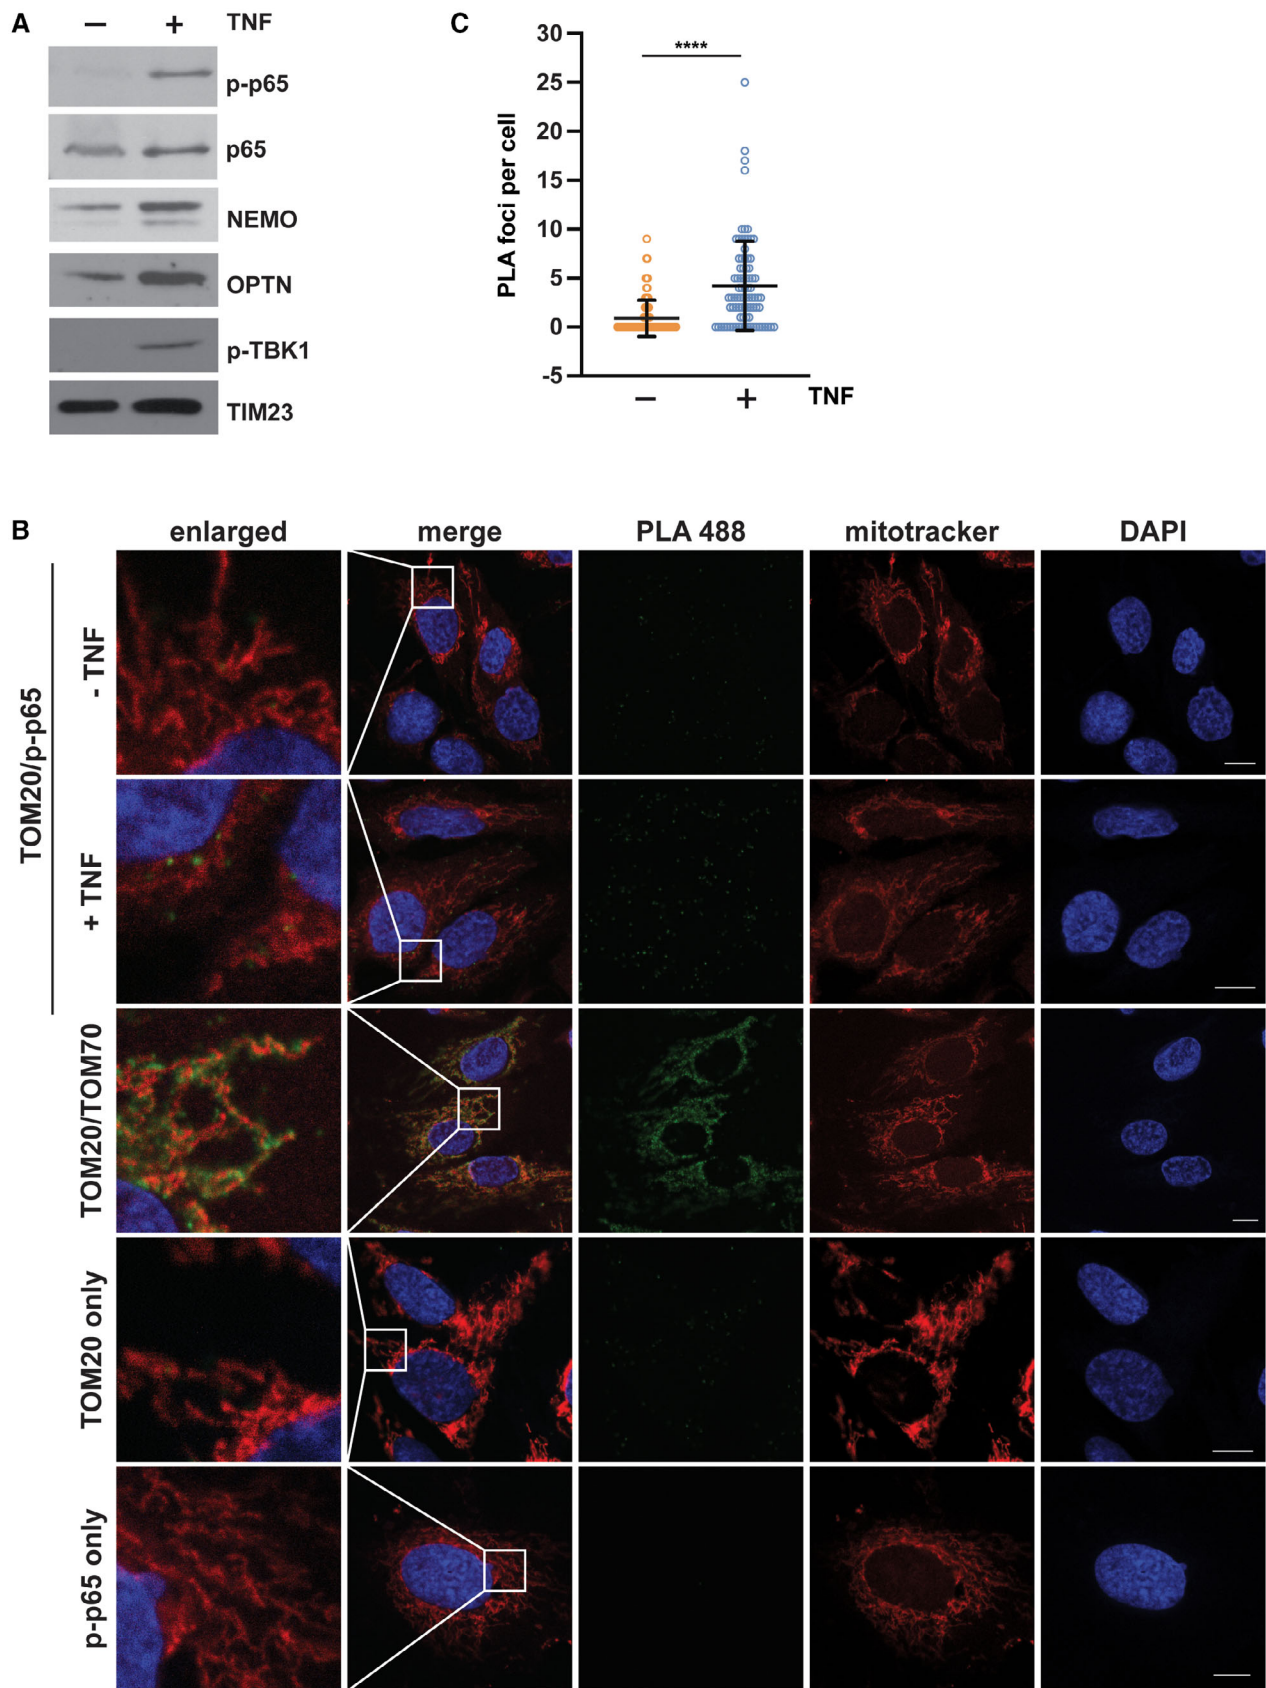 A
− + TNF
p-p65
p65
NEMO
OPTN
p-TBK1
TIM23
C
****
PLA foci per cell
30
25
20
15
10
5
0
-5
− + TNF
B
enlarged merge PLA 488 mitotracker DAPI
TOM20/p-p65
- TNF
+ TNF
TOM20/TOM70
TOM20 only
p-p65 only